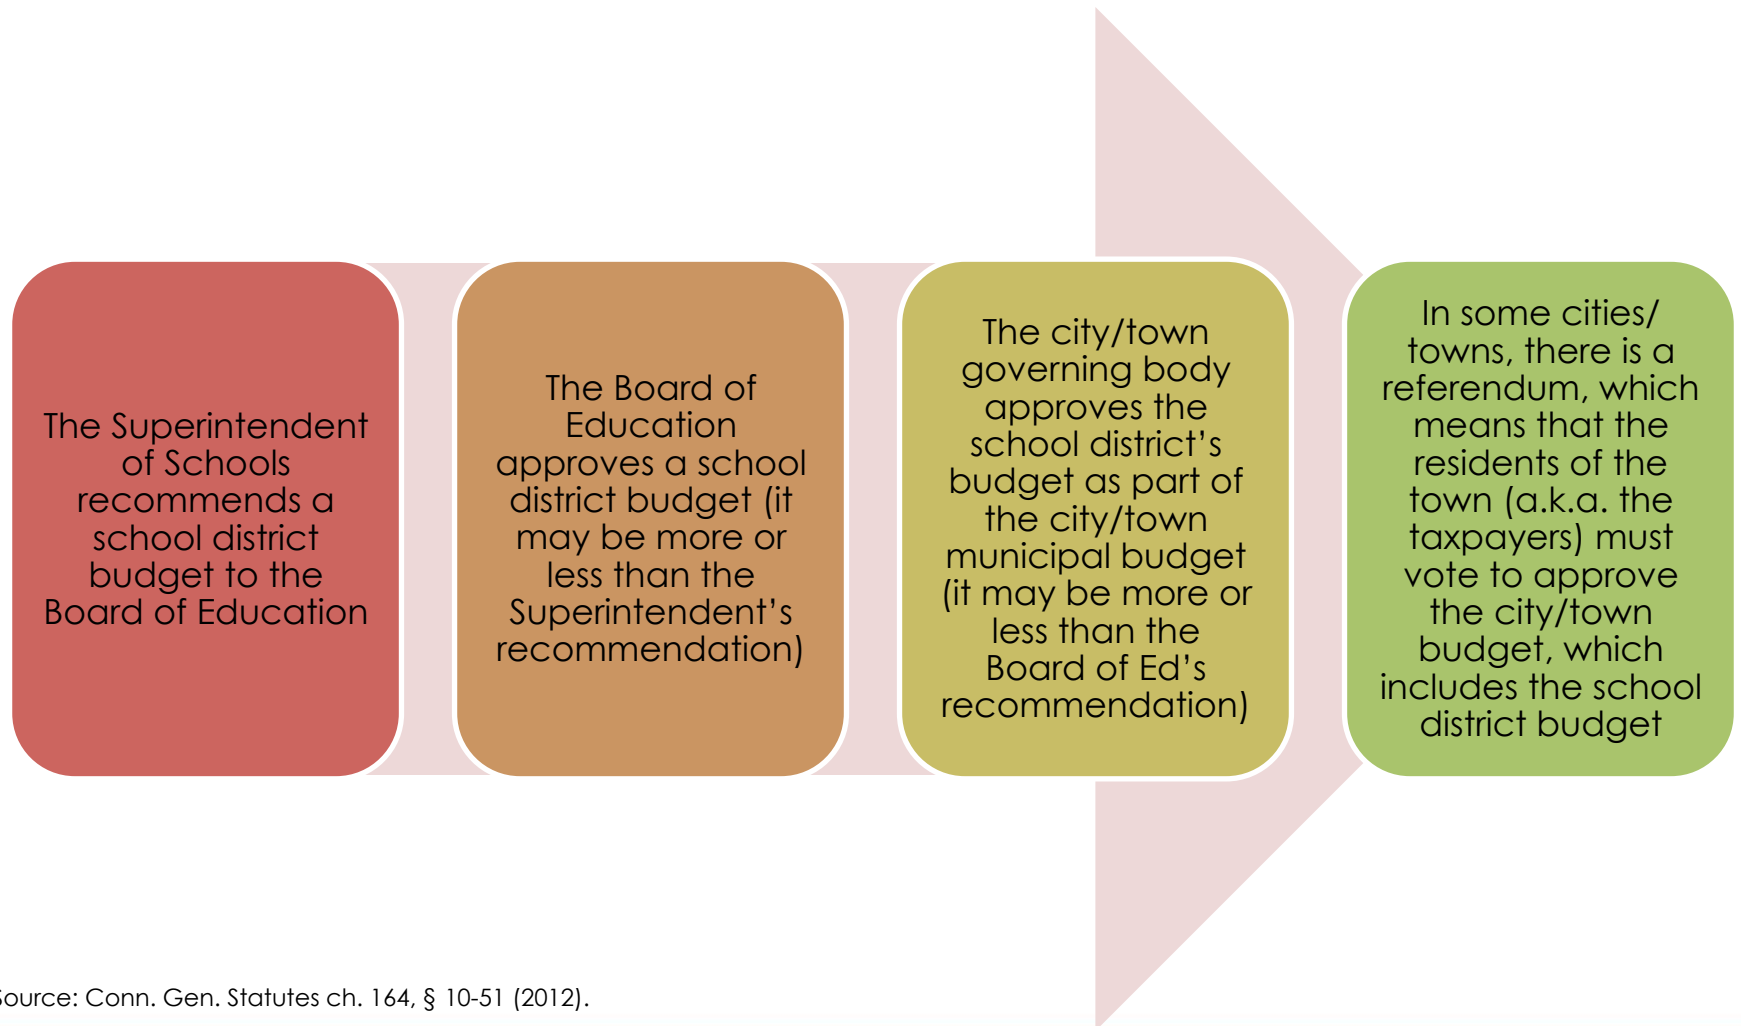 The Superintendent
of Schools
recommends a
school district
budget to the
Board of Education
The Board of
Education
approves a school
district budget (it
may be more or
less than the
Superintendent’s
recommendation)
The city/town
governing body
approves the
school district’s
budget as part of
the city/town
municipal budget
(it may be more or
less than the
Board of Ed’s
recommendation)
In some cities/
towns, there is a
referendum, which
means that the
residents of the
town (a.k.a. the
taxpayers) must
vote to approve
the city/town
budget, which
includes the school
district budget
Source: Conn. Gen. Statutes ch. 164, § 10-51 (2012).